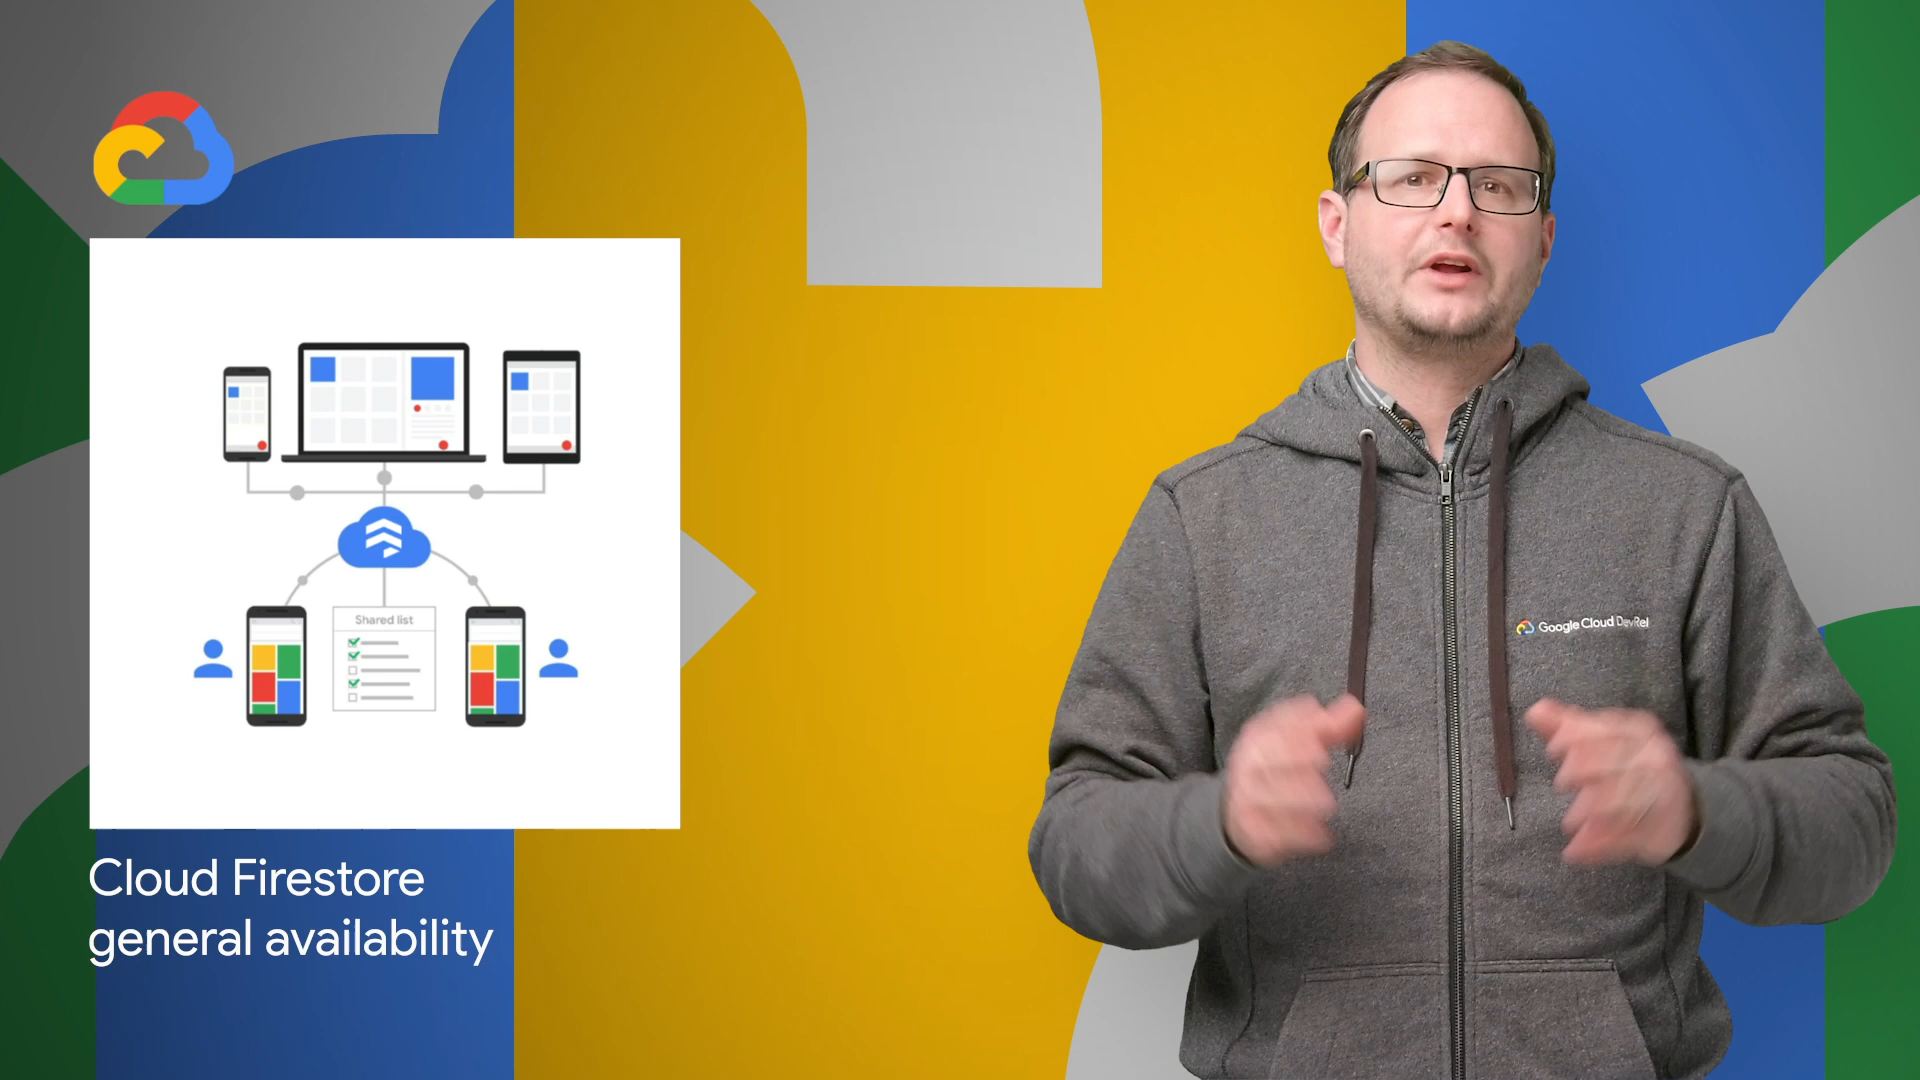 Shared list
Cloud Firestore
general availability
Google Cloud DevRel